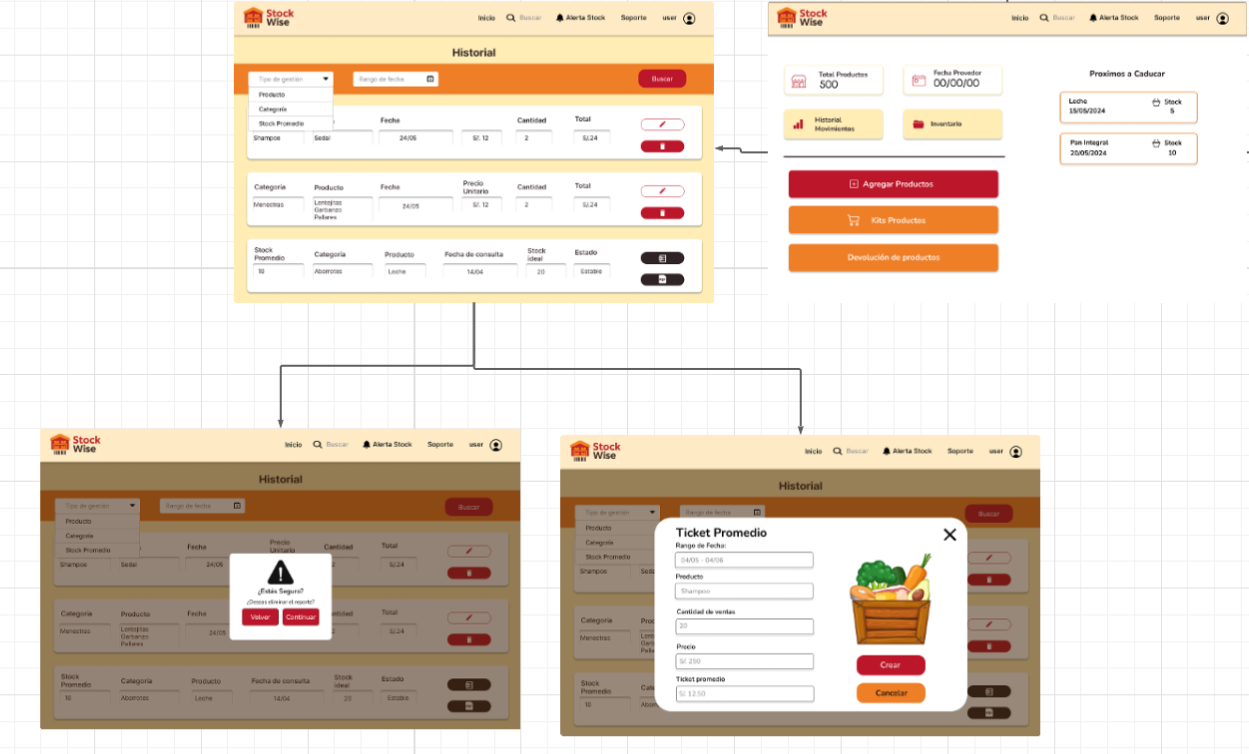 Stock
Wise
Inicio Buscar Alerta Stock Soporte user
Historial
Tipo de gestión Rango de fecha Buscar
Producto
Categoría
Stock Promedio
Fecha Cantidad Total
Shampoo Sedal 24/05 S/. 12 2 S/.24
Categoría Producto Fecha Precio Unitario Cantidad Total
Menestras Lentejitas 24/05 S/. 12 2 S/.24
Garbanzo
Pallares
Stock Promedio Categoría Producto Fecha de consulta Stock ideal Estado
10 Abarrotes Leche 14/04 20 Estable
Stock
Wise
Inicio Buscar Alerta Stock Soporte user
Total Productos
500
Fecha Provedor
00/00/00
Historial
Movimientos
Inventario
Agregar Productos
Kits Productos
Devolución de productos
Proximos a Caducar
Leche Stock
15/05/2024 5
Pan Integral Stock
20/05/2024 10
Stock
Wise
Inicio Buscar Alerta Stock Soporte user
Historial
Tipo de gestión Rango de fecha Buscar
Producto
Categoría
Stock Promedio
Fecha Precio Unitario Cantidad Total
Shampoo Sedal 24/05 S/.24
¿Estás Seguro?
¿Deseas eliminar el reporte?
Volver Continuar
Categoría Producto Fecha Total
Menestras Lentejitas 24/05 2 S/.24
Garbanzo
Pallares
Stock Promedio Categoría Producto Fecha de consulta Stock ideal Estado
10 Abarrotes Leche 14/04 20 Estable
Stock
Wise
Inicio Buscar Alerta Stock Soporte user
Historial
Tipo de gestión Rango de fecha Buscar
Producto
Categoría
Stock Promedio
Shampoo
Categoría
Menestras
Stock Promedio
10
Ticket Promedio
Rango de Fecha:
04/05 - 04/06
Producto
Shampoo
Cantidad de ventas
20
Precio
S/. 250
Ticket promedio
S/. 12.50
Crear
Cancelar